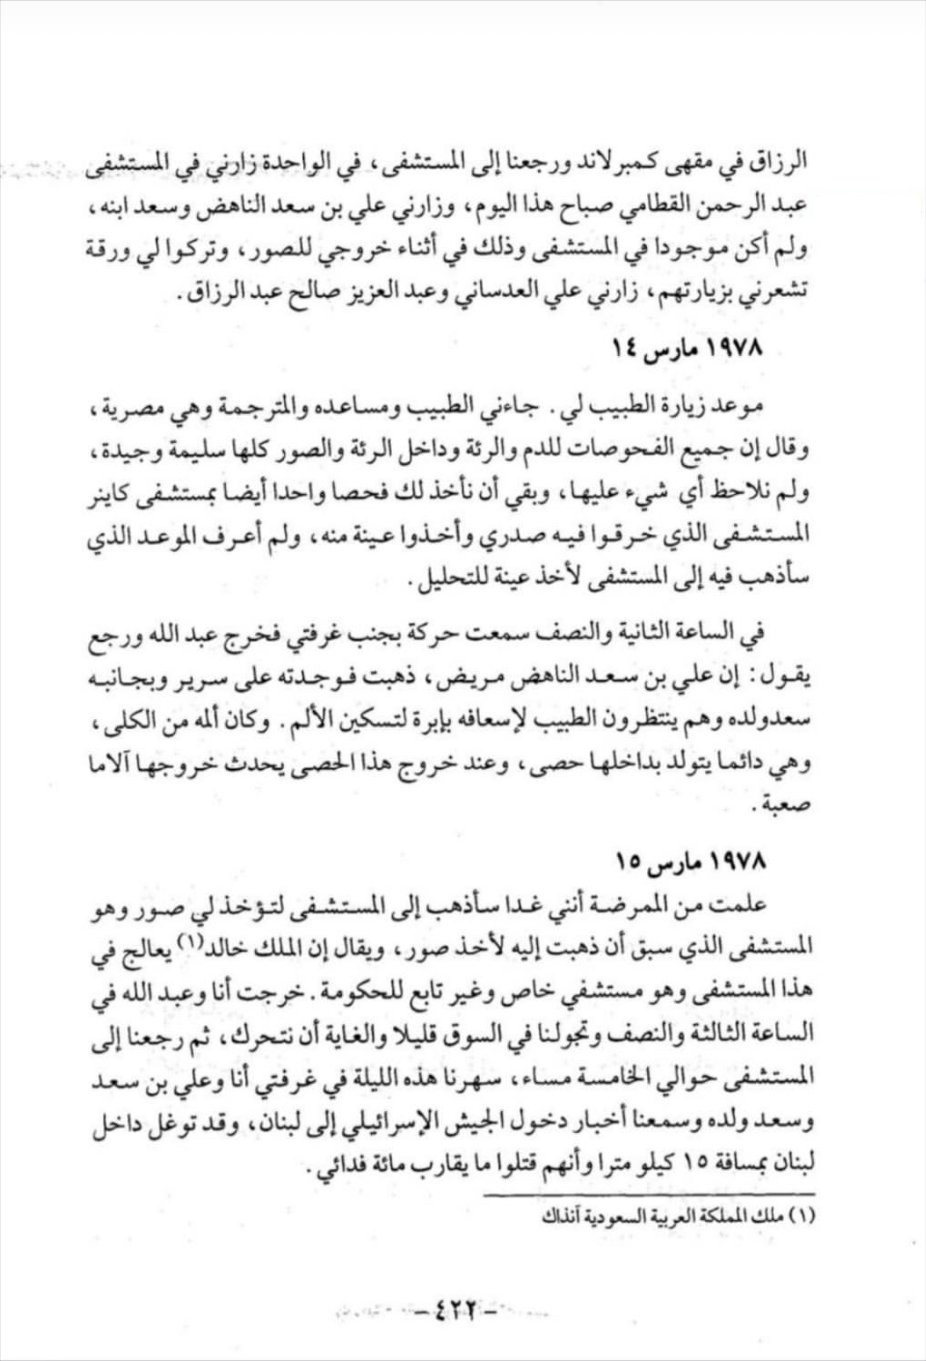 الرزاق في مقهى كمبرلاند ورجعنا إلى المستشفى، في الواحدة زارني في المستشفى
عبد الرحمن القطامي صباح هذا اليوم، وزارني علي بن سعد الناهض وسعد ابنه،
ولم أكن موجودا في المستشفى وذلك في أثناء خروجي للصور، وتركوا لي ورقة
تشعرني بزيارتهم، زارني علي العدساني وعبد العزيز صالح عبد الرزاق.
١٩٧٨ مارس ١٤
موعد زيارة الطبيب لي. جاءني الطبيب ومساعده والمترجمة وهي مصرية،
وقال إن جميع الفحوصات للدم والرئة وداخل الرئة والصور كلها سليمة وجيدة،
ولم نلاحظ أي شيء عليها، وبقي أن نأخذ لك فحصا واحدا أيضا بمستشفى كاينر
المستشفى الذي خرقوا فيه صدري وأخذوا عينة منه، ولم أعرف الموعد الذي
سأذهب فيه إلى المستشفى لأخذ عينة للتحليل.
في الساعة الثانية والنصف سمعت حركة بجنب غرفتي فخرج عبد الله ورجع
يقول: إن علي بن سعد الناهض مريض، ذهبت فوجدته على سرير وبجانبه
سعدولده وهم ينتظرون الطبيب لإسعافه بإبرة لتسكين الألم. وكان ألمه من الكلى،
وهي دائما يتولد بداخلها حصى، وعند خروج هذا الحصى يحدث خروجها آلاما
صعبة.
١٩٧٨ مارس ١٥
علمت من الممرضة أنني غدا سأذهب إلى المستشفى لتؤخذ لي صور وهو
المستشفى الذي سبق أن ذهبت إليه لأخذ صور، ويقال إن الملك خالد(١) يعالج في
هذا المستشفى وهو مستشفي خاص وغير تابع للحكومة. خرجت أنا وعبد الله في
الساعة الثالثة والنصف وتجولنا في السوق قليلا والغاية أن نتحرك، ثم رجعنا إلى
المستشفى حوالي الخامسة مساء، سهرنا هذه الليلة في غرفتي أنا وعلي بن سعد
وسعد ولده وسمعنا أخبار دخول الجيش الإسرائيلي إلى لبنان، وقد توغل داخل
لبنان بمسافة ١٥ كيلو مترا وأنهم قتلوا ما يقارب مائة فدائي.
(١) ملك المملكة العربية السعودية آنذاك
- ٤٢٢ -